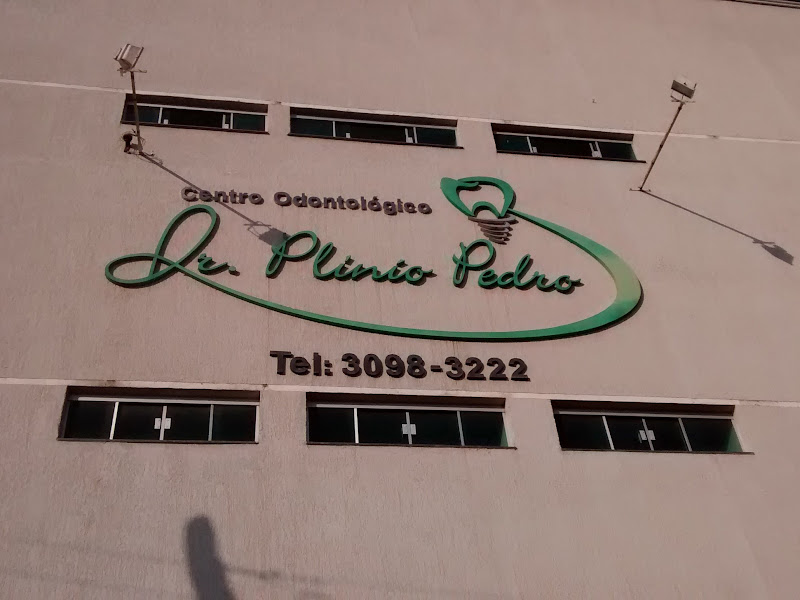 Centro Odontológico
Dr. Plinio Pedro
Tel: 3098-3222